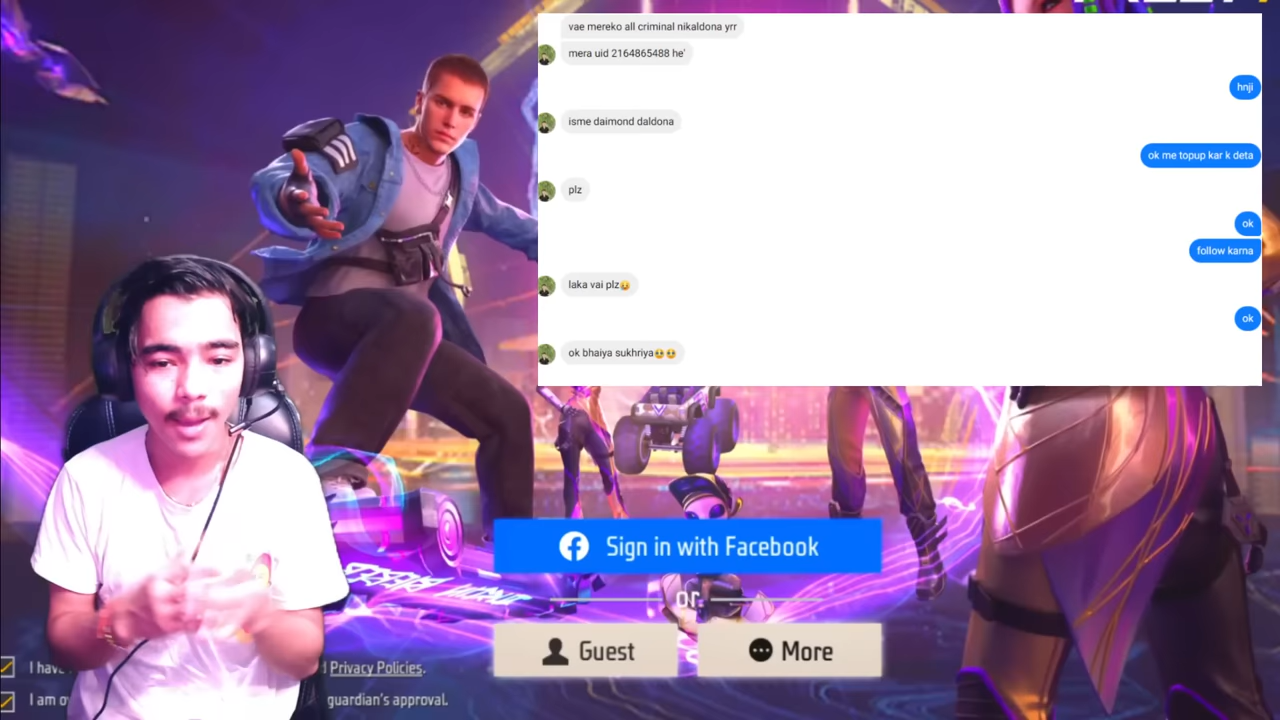 vae mereko all criminal nikaldona yrr
mera uid 2164865488 he'
hnji
isme daimond daldona
ok me topup kar k deta
plz
ok
follow karna
laka vai plz😖
ok
ok bhaiya sukhriya🥹🥹
Sign in with Facebook
or
Guest
More
I have
Privacy Policies.
I am
guardian's approval.